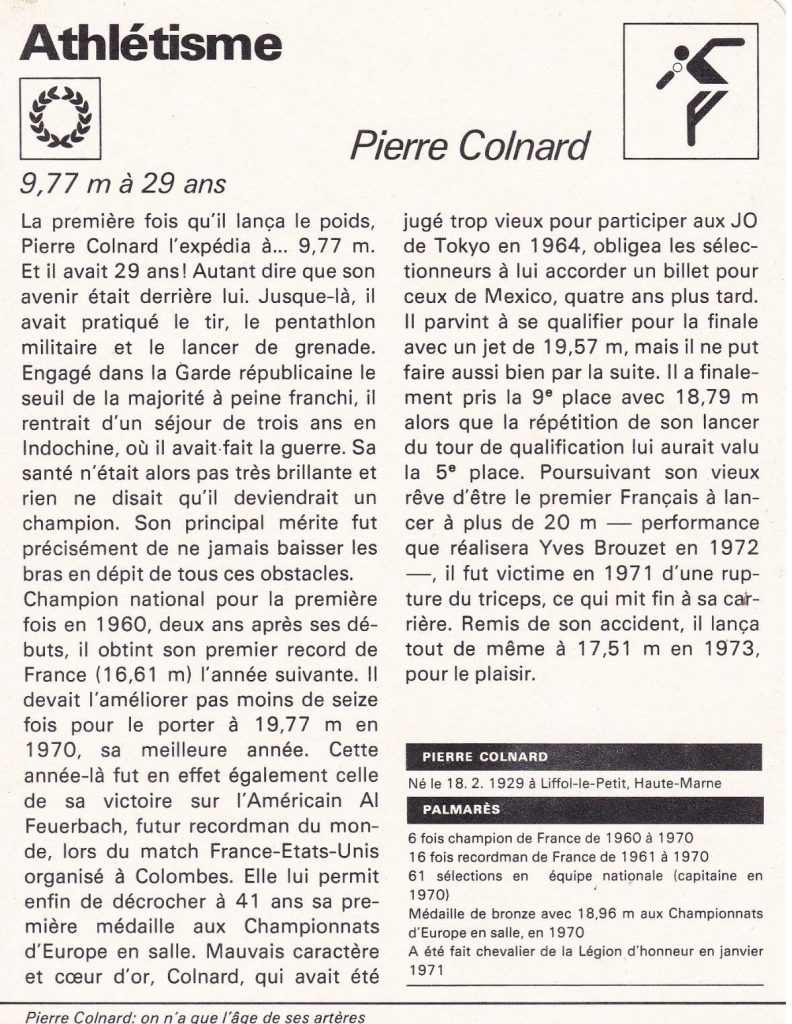 Athlétisme
Pierre Colnard
9,77 m à 29 ans
La première fois qu'il lança le poids,
Pierre Colnard l'expédia à... 9,77 m.
Et il avait 29 ans! Autant dire que son
avenir était derrière lui. Jusque-là, il
avait pratiqué le tir, le pentathlon
militaire et le lancer de grenade.
Engagé dans la Garde républicaine le
seuil de la majorité à peine franchi, il
rentrait d'un séjour de trois ans en
Indochine, où il avait fait la guerre. Sa
santé n'était alors pas très brillante et
rien ne disait qu'il deviendrait un
champion. Son principal mérite fut
précisément de ne jamais baisser les
bras en dépit de tous ces obstacles.
Champion national pour la première
fois en 1960, deux ans après ses dé-
buts, il obtint son premier record de
France (16,61 m) l'année suivante. Il
devait l'améliorer pas moins de seize
fois pour le porter à 19,77 m en
1970, sa meilleure année. Cette
année-là fut en effet également celle
de sa victoire sur l'Américain Al
Feuerbach, futur recordman du mon-
de, lors du match France-Etats-Unis
organisé à Colombes. Elle lui permit
enfin de décrocher à 41 ans sa pre-
mière médaille aux Championnats
d'Europe en salle. Mauvais caractère
et cœur d'or, Colnard, qui avait été
jugé trop vieux pour participer aux JO
de Tokyo en 1964, obligea les sélec-
tionneurs à lui accorder un billet pour
ceux de Mexico, quatre ans plus tard.
Il parvint à se qualifier pour la finale
avec un jet de 19,57 m, mais il ne put
faire aussi bien par la suite. Il a finale-
ment pris la 9e place avec 18,79 m
alors que la répétition de son lancer
du tour de qualification lui aurait valu
la 5e place. Poursuivant son vieux
rêve d'être le premier Français à lan-
cer à plus de 20 m — performance
que réalisera Yves Brouzet en 1972
—, il fut victime en 1971 d'une rup-
ture du triceps, ce qui mit fin à sa car-
rière. Remis de son accident, il lança
tout de même à 17,51 m en 1973,
pour le plaisir.
PIERRE COLNARD
Né le 18. 2. 1929 à Liffol-le-Petit, Haute-Marne
PALMARÈS
6 fois champion de France de 1960 à 1970
16 fois recordman de France de 1961 à 1970
61 sélections en équipe nationale (capitaine en
1970)
Médaille de bronze avec 18,96 m aux Championnats
d'Europe en salle, en 1970
A été fait chevalier de la Légion d'honneur en janvier
1971
Pierre Colnard: on n'a que l'âge de ses artères